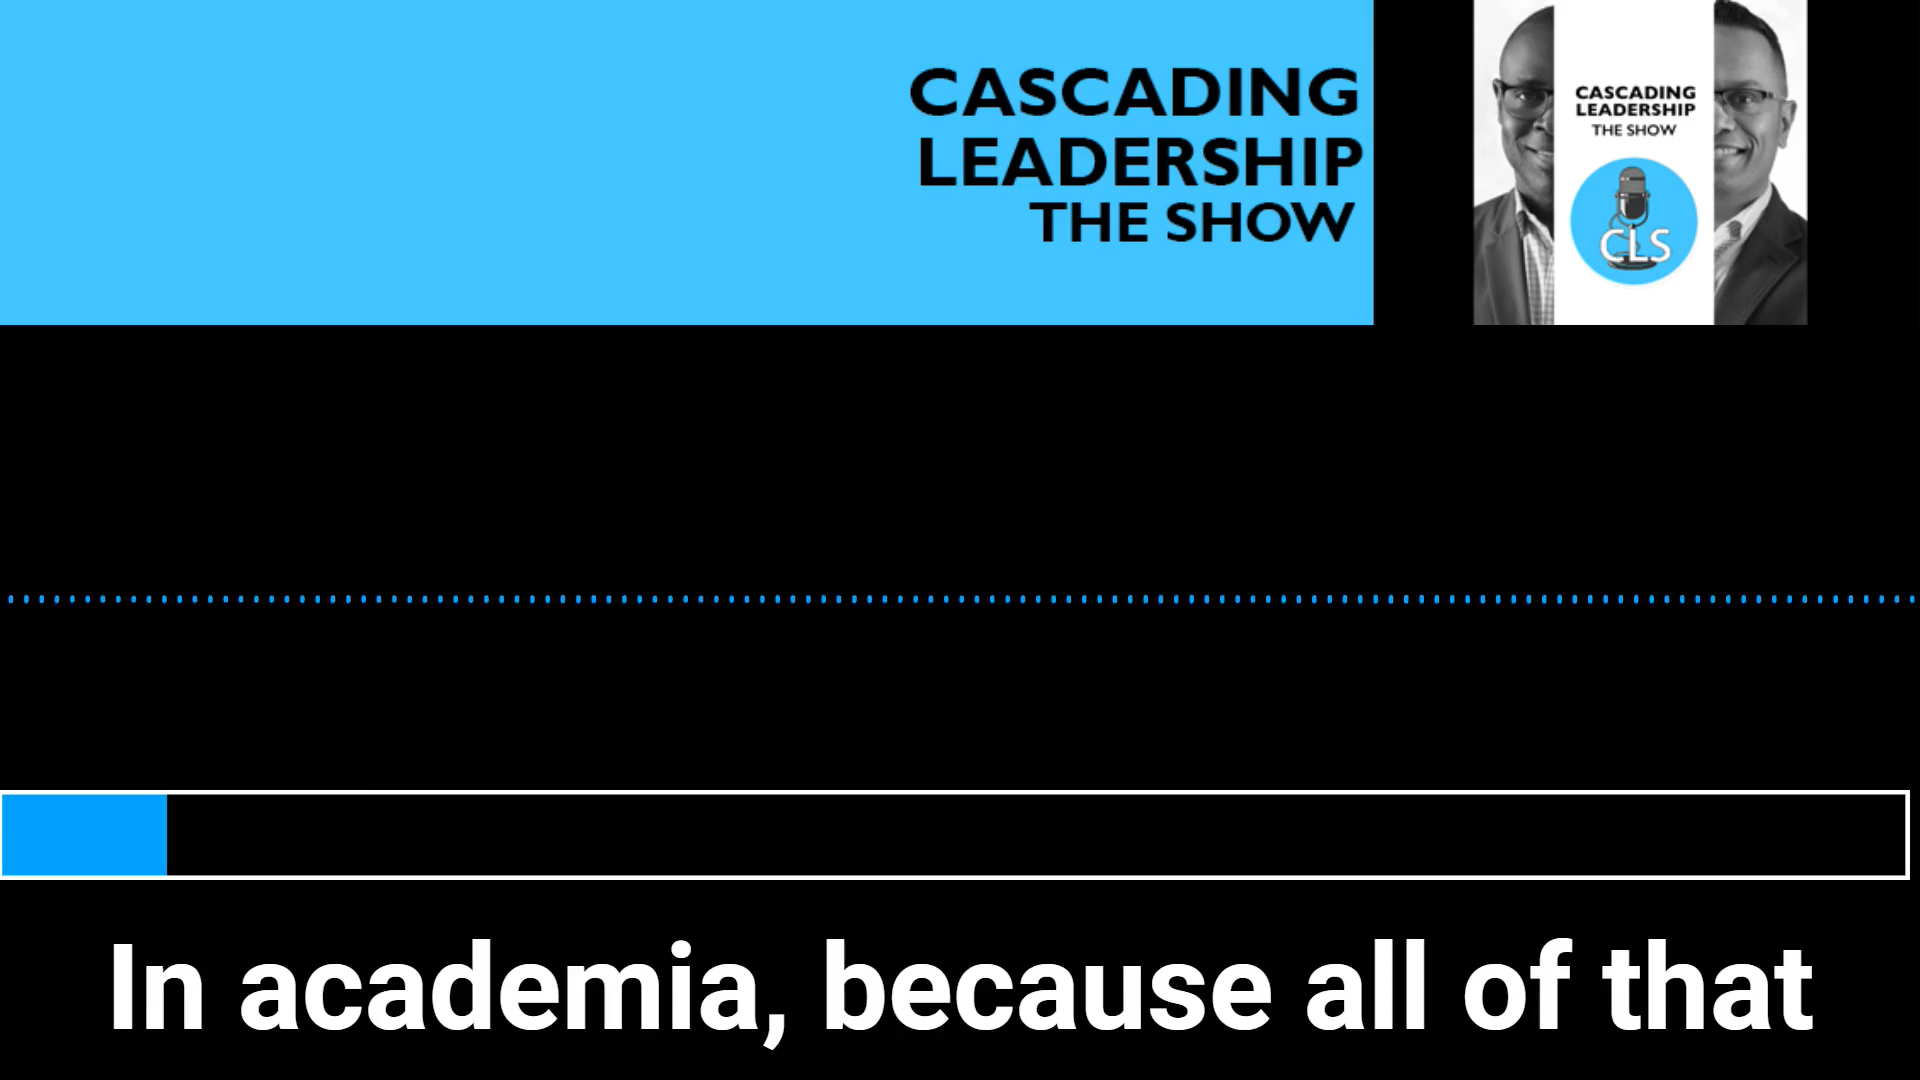 CASCADING
LEADERSHIP
THE SHOW
CASCADING
LEADERSHIP
THE SHOW
CLS
In academia, because all of that